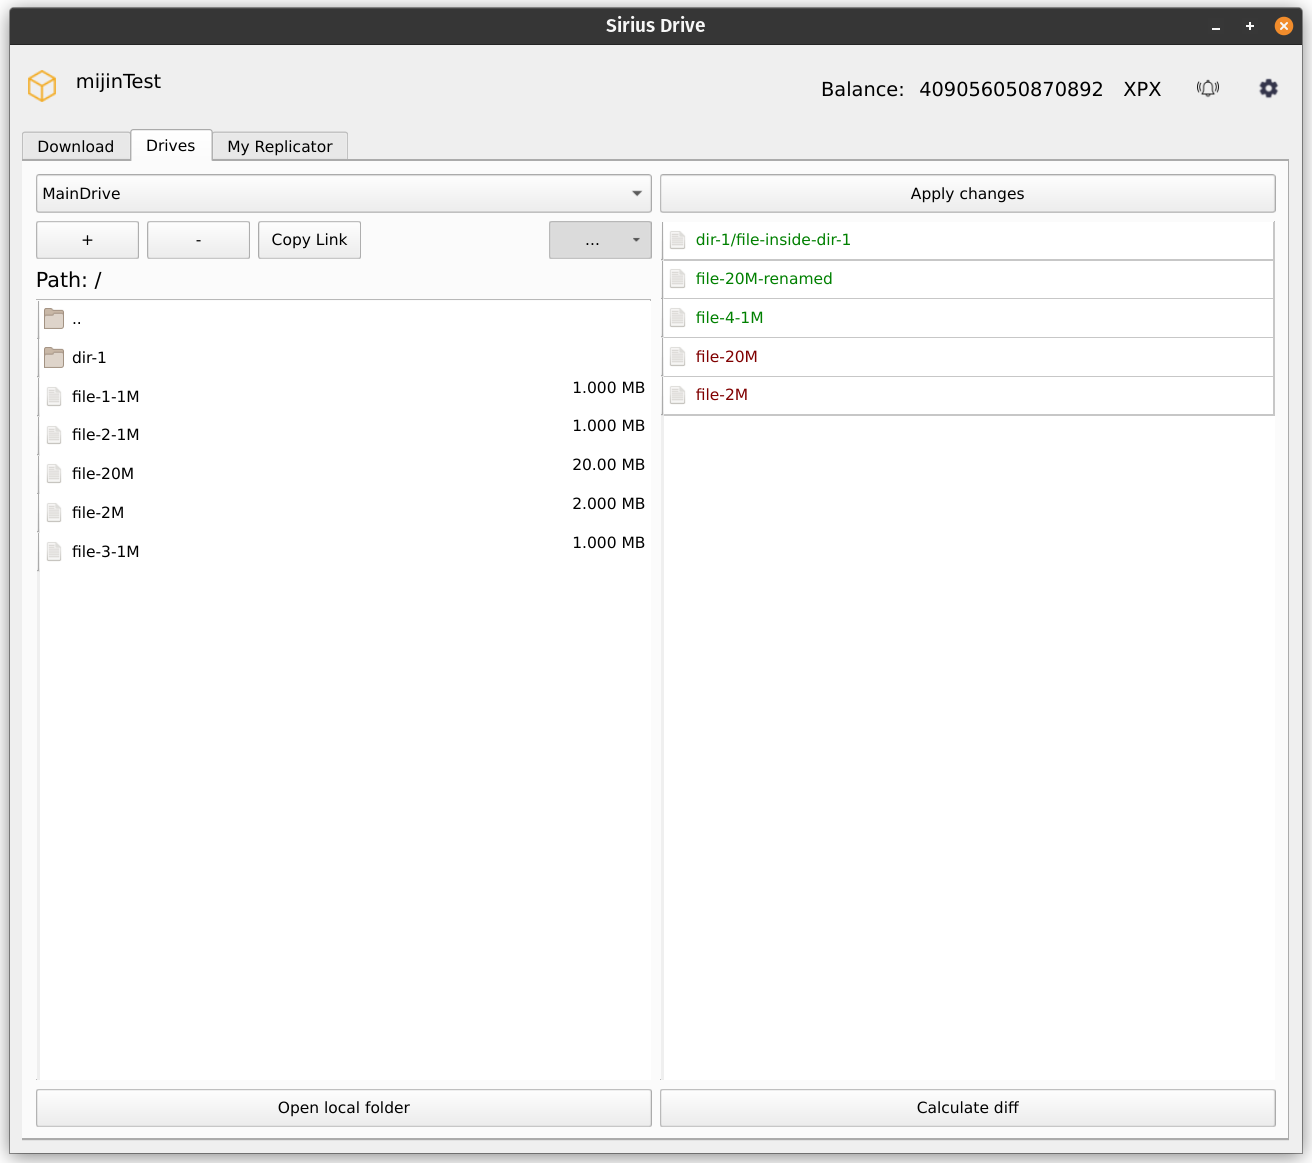 Sirius Drive
mijinTest
Balance: 409056050870892 XPX
Download
Drives
My Replicator
MainDrive
+
-
Copy Link
...
Path: /
..
dir-1
file-1-1M 1.000 MB
file-2-1M 1.000 MB
file-20M 20.00 MB
file-2M 2.000 MB
file-3-1M 1.000 MB
Open local folder
Apply changes
dir-1/file-inside-dir-1
file-20M-renamed
file-4-1M
file-20M
file-2M
Calculate diff